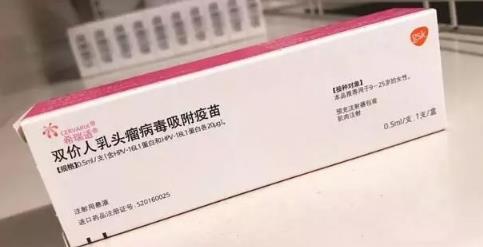 CERVARIX®
希瑞适®
双价人乳头瘤病毒吸附疫苗
【规格】0.5ml/支(含HPV-16L1蛋白和HPV-18L1蛋白各20μg)。
注射用悬液
进口药品注册证号：S20160025
gsk
【接种对象】
本品推荐用于9~25岁的女性。
预充注射器包装
肌肉注射
0.5ml/支 1支/盒